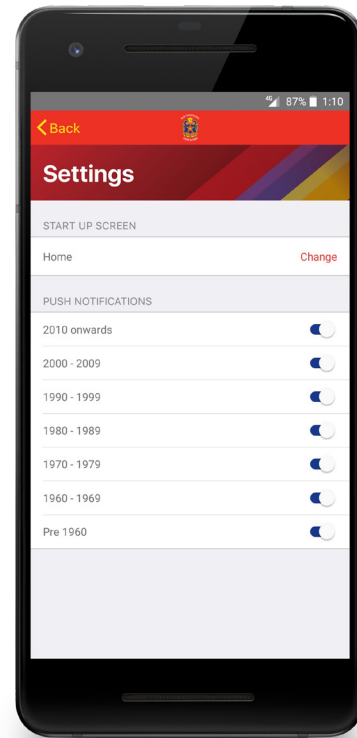 4G 87% 1:10
Back
Settings
START UP SCREEN
Home Change
PUSH NOTIFICATIONS
2010 onwards
2000 - 2009
1990 - 1999
1980 - 1989
1970 - 1979
1960 - 1969
Pre 1960